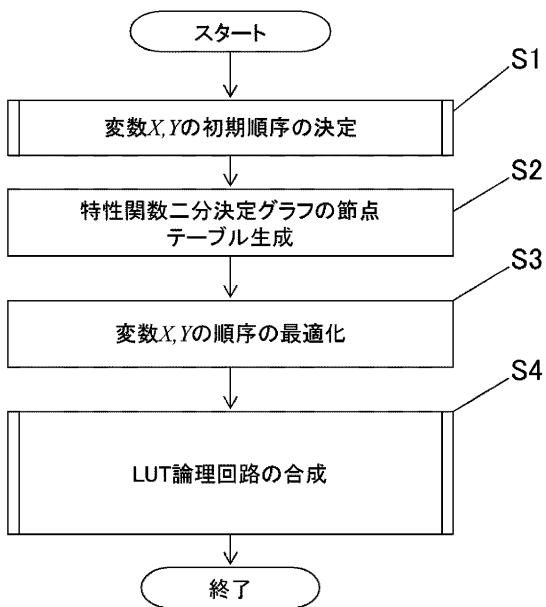 スタート
S1
変数X,Yの初期順序の決定
S2
特性関数二分決定グラフの節点
テーブル生成
S3
変数X,Yの順序の最適化
S4
LUT論理回路の合成
終了